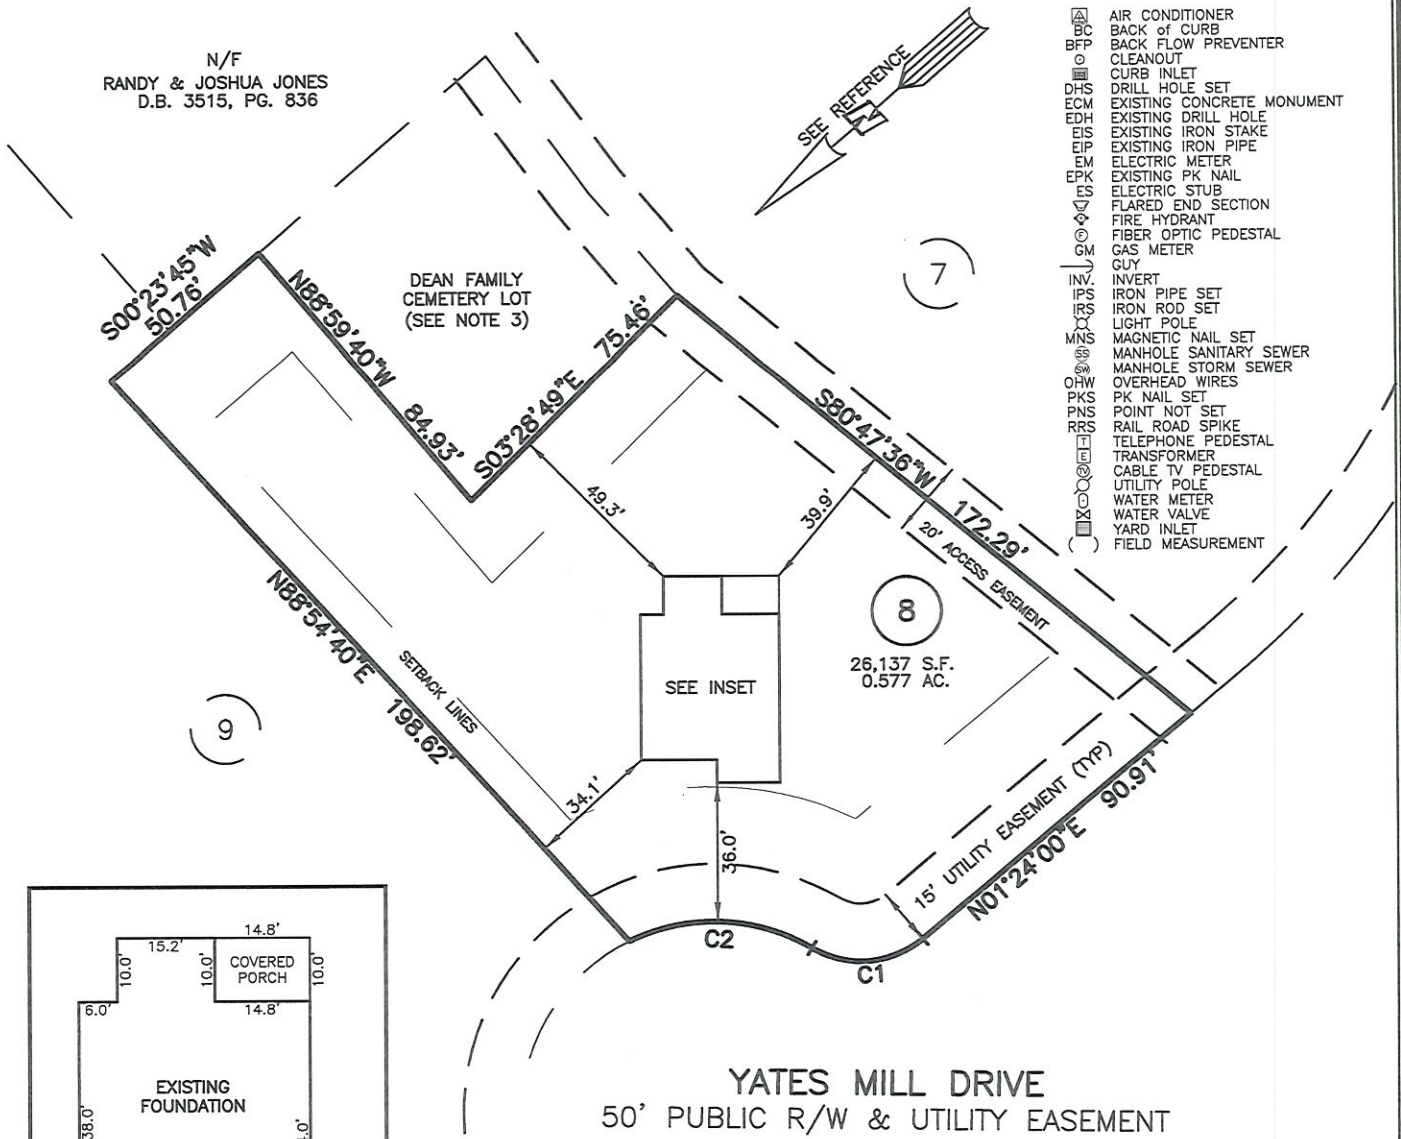 N/F
RANDY & JOSHUA JONES
D.B. 3515, PG. 836
SEE REFERENCE
N
AIR CONDITIONER
BC BACK of CURB
BFP BACK FLOW PREVENTER
CLEANOUT
CURB INLET
DHS DRILL HOLE SET
ECM EXISTING CONCRETE MONUMENT
EDH EXISTING DRILL HOLE
EIS EXISTING IRON STAKE
EIP EXISTING IRON PIPE
EM ELECTRIC METER
EPK EXISTING PK NAIL
ES ELECTRIC STUB
FLARED END SECTION
FIRE HYDRANT
F FIBER OPTIC PEDESTAL
GM GAS METER
GUY
INV. INVERT
IPS IRON PIPE SET
IRS IRON ROD SET
LIGHT POLE
MNS MAGNETIC NAIL SET
SS MANHOLE SANITARY SEWER
SW MANHOLE STORM SEWER
OHW OVERHEAD WIRES
PKS PK NAIL SET
PNS POINT NOT SET
RRS RAIL ROAD SPIKE
T TELEPHONE PEDESTAL
E TRANSFORMER
TV CABLE TV PEDESTAL
UTILITY POLE
WATER METER
WATER VALVE
YARD INLET
( ) FIELD MEASUREMENT
S00°23'45"W
50.76'
N88°59'40"W
84.93'
DEAN FAMILY
CEMETERY LOT
(SEE NOTE 3)
S03°28'49"E
75.46'
7
S80°47'36"W
172.29'
20' ACCESS EASEMENT
49.3'
39.9'
8
26,137 S.F.
0.577 AC.
SEE INSET
N88°54'40"E
198.62'
SETBACK LINES
9
34.1'
36.0'
15' UTILITY EASEMENT (TYP)
N01°24'00"E
90.91'
C2
C1
14.8'
15.2'
10.0'
10.0'
COVERED
PORCH
10.0'
6.0'
14.8'
EXISTING
FOUNDATION
38.0'
YATES MILL DRIVE
50' PUBLIC R/W & UTILITY EASEMENT